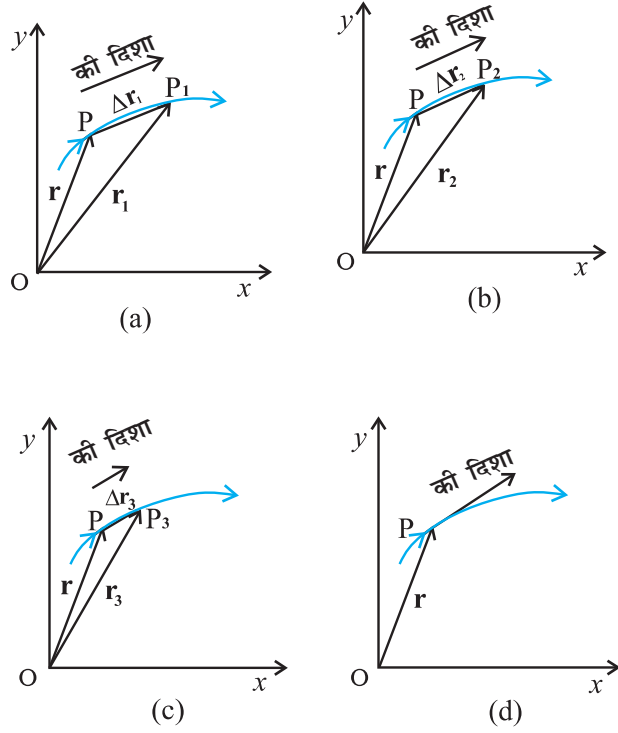 y
की दिशा
P
Δr₁
P₁
r
r₁
O
x
(a)
y
की दिशा
P
Δr₂
P₂
r
r₂
O
x
(b)
y
की दिशा
P
Δr₃
P₃
r
r₃
O
x
(c)
y
की दिशा
P
r
O
x
(d)